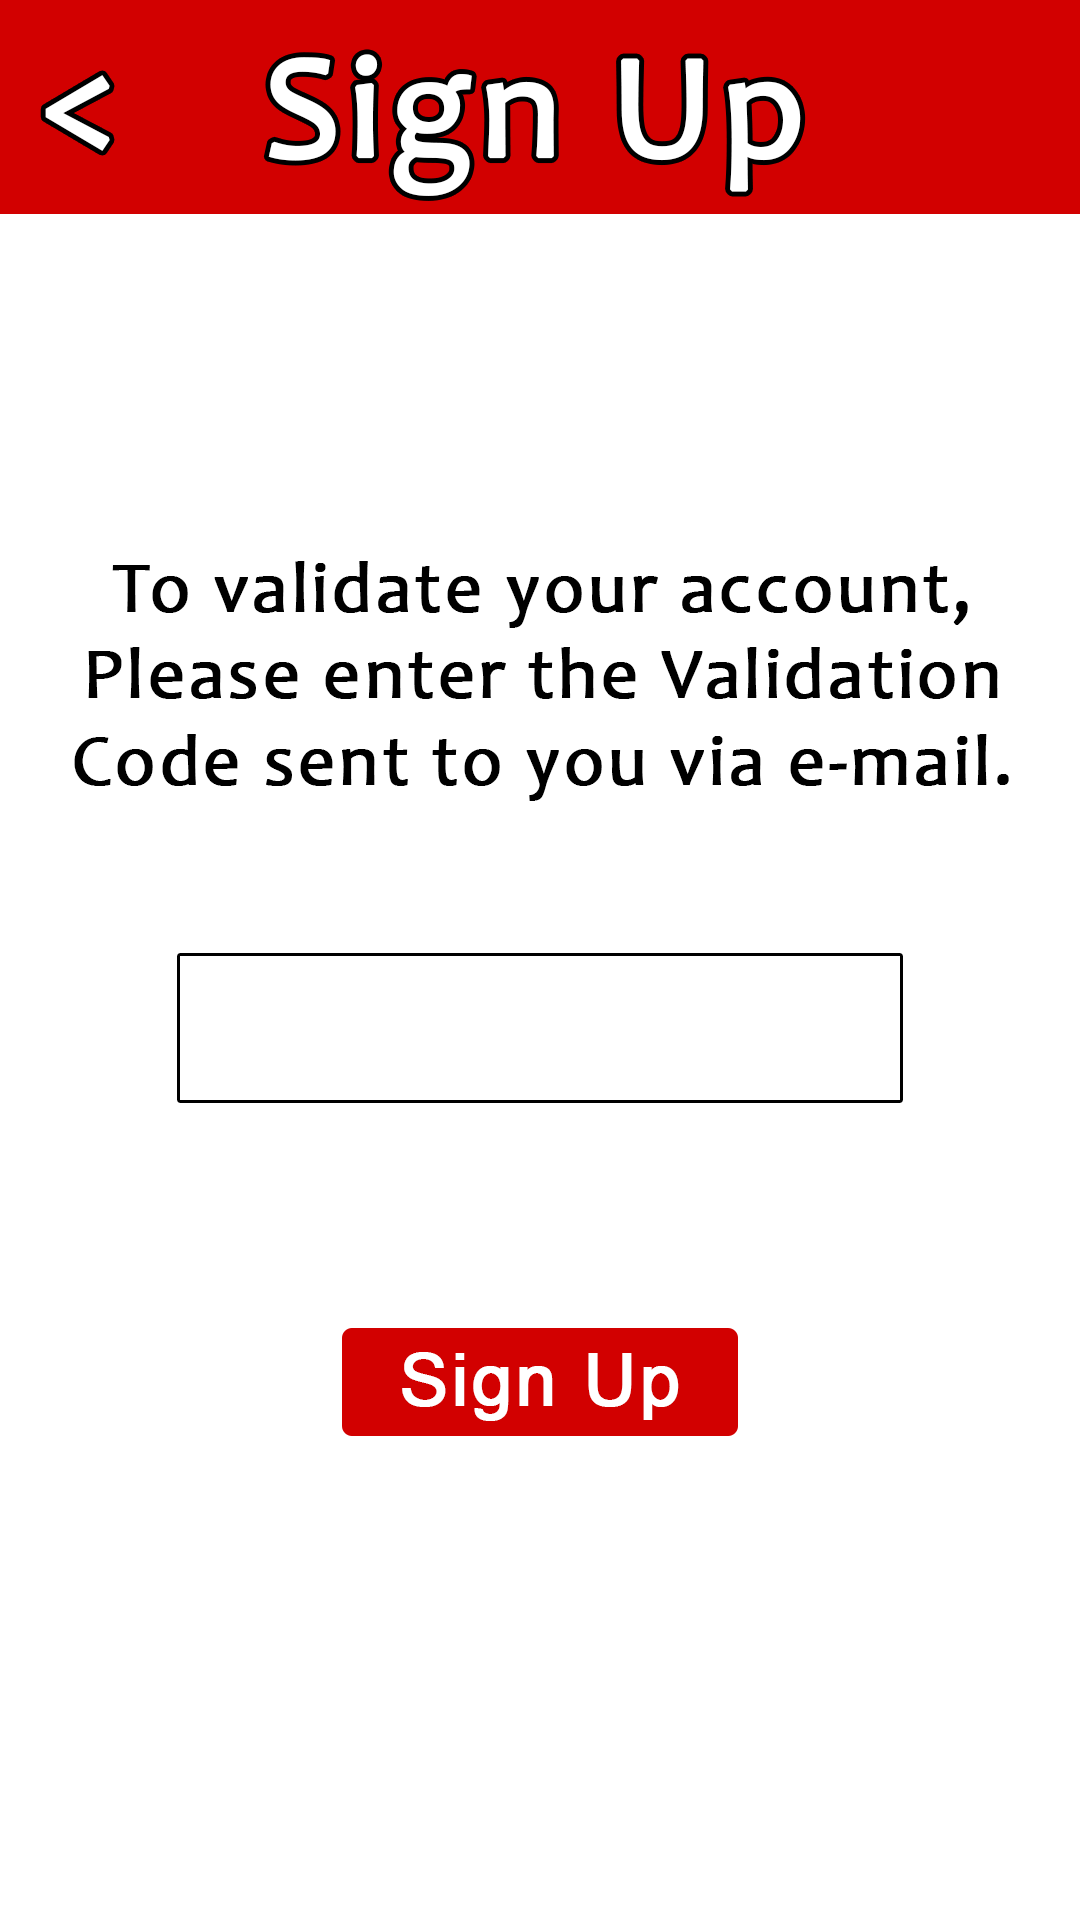 < Sign Up
To validate your account,
Please enter the Validation
Code sent to you via e-mail.
Sign Up